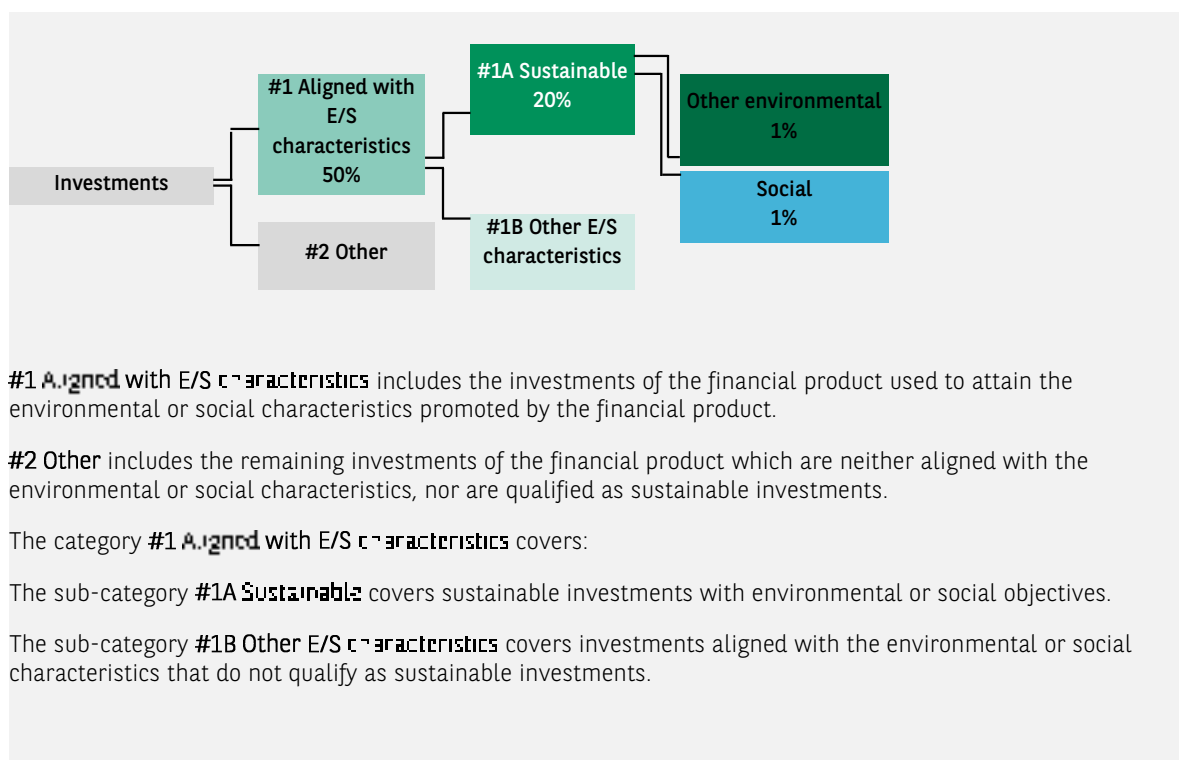 #1A Sustainable
20%
#1 Aligned with
E/S
characteristics
50%
Other environmental
1%
Investments
Social
1%
#1B Other E/S
characteristics
#2 Other
#1 Aligned with E/S characteristics includes the investments of the financial product used to attain the
environmental or social characteristics promoted by the financial product.
#2 Other includes the remaining investments of the financial product which are neither aligned with the
environmental or social characteristics, nor are qualified as sustainable investments.
The category #1 Aligned with E/S characteristics covers:
The sub-category #1A Sustainable covers sustainable investments with environmental or social objectives.
The sub-category #1B Other E/S characteristics covers investments aligned with the environmental or social
characteristics that do not qualify as sustainable investments.